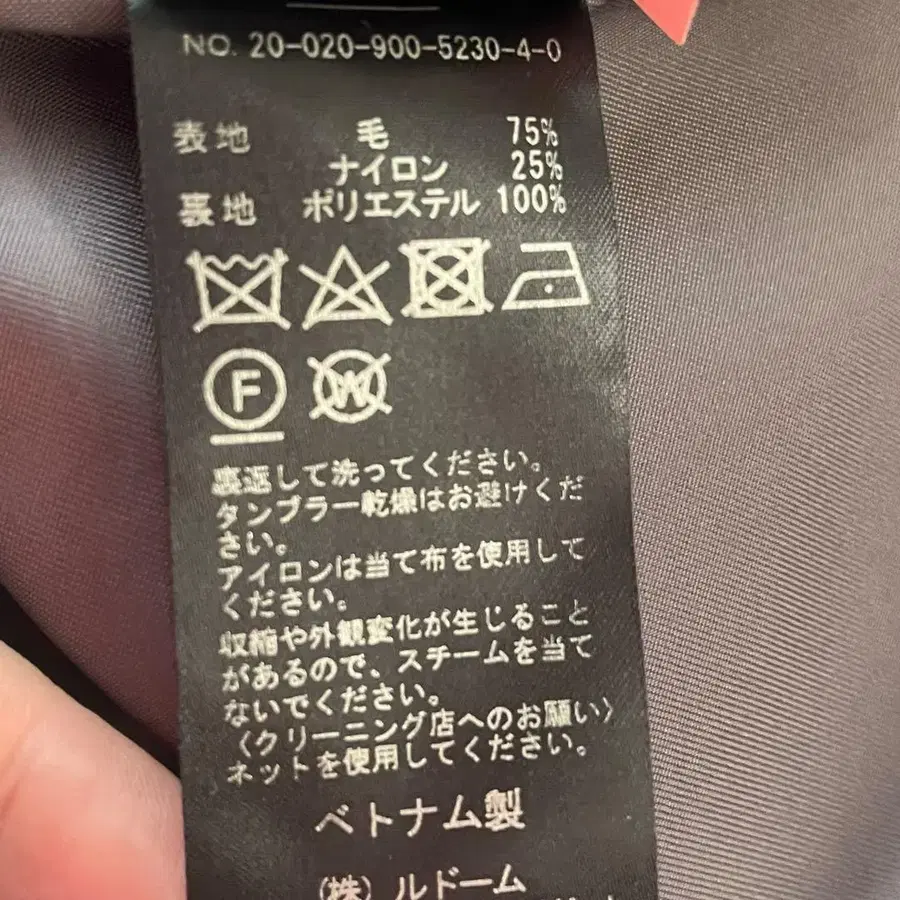 NO. 20-020-900-5230-4-0
表地 毛 75%
ナイロン 25%
裏地 ポリエステル 100%
F W
裏返して洗ってください。
タンブラー乾燥はお避けくだ
さい。
アイロンは当て布を使用して
ください。
収縮や外観変化が生じること
があるので、スチームを当て
ないでください。
〈クリーニング店へのお願い〉
ネットを使用してください。
ベトナム製
(株)ルドーム